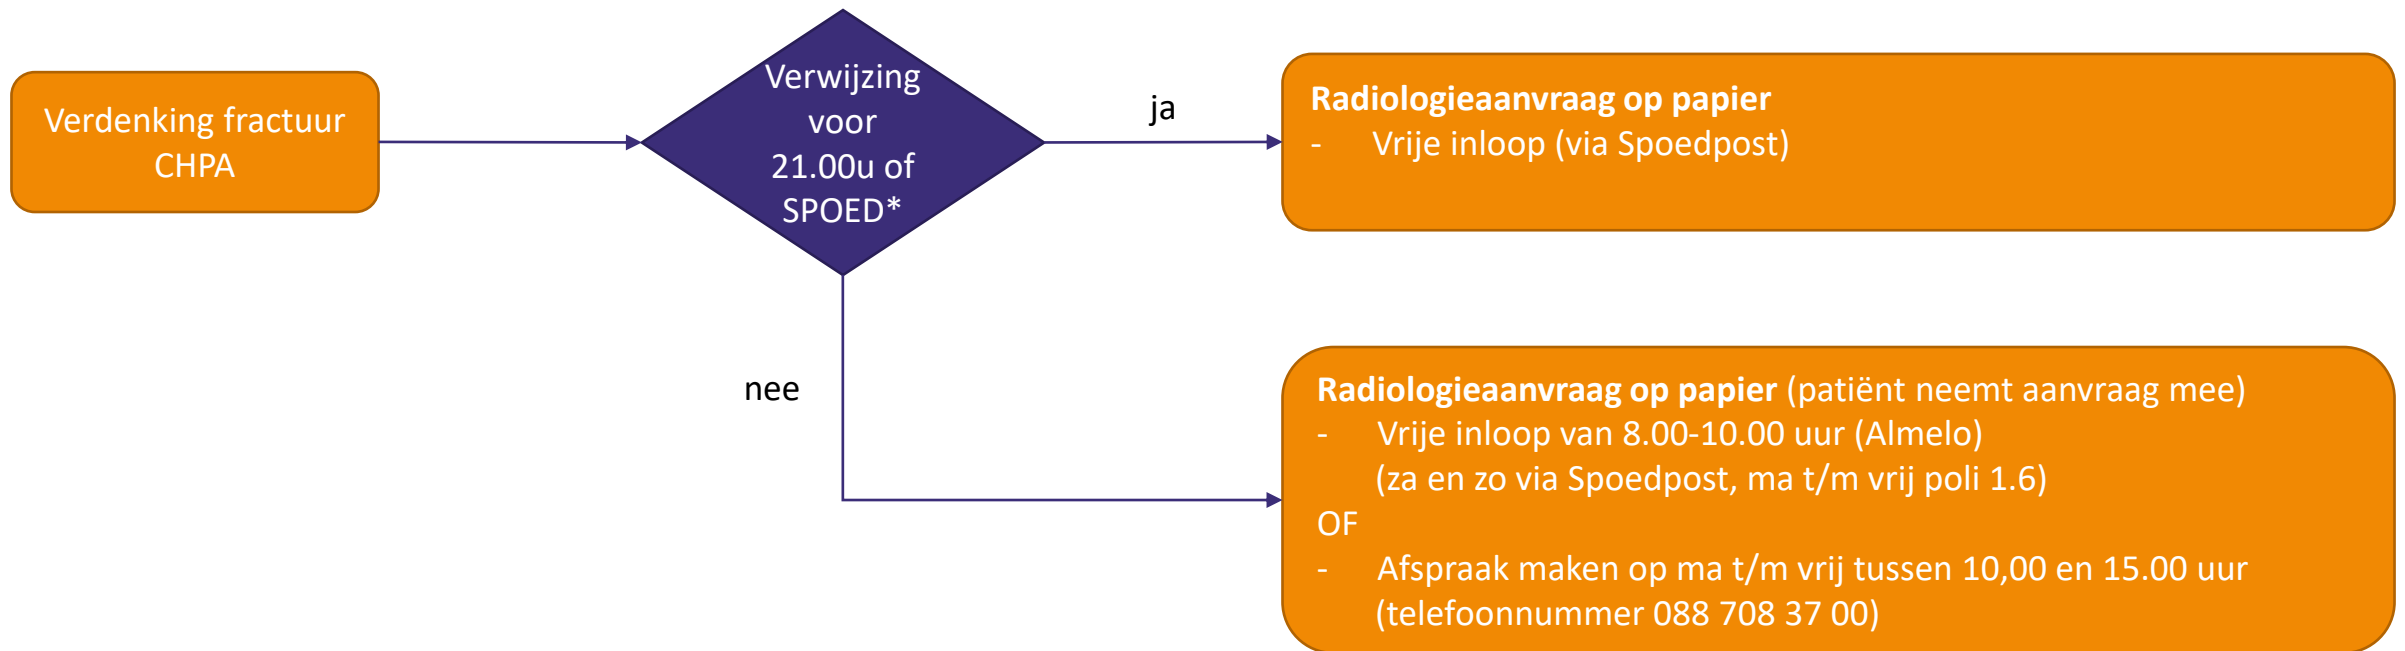 Verdenking fractuur
CHPA
Verwijzing
voor
21.00u of
SPOED*
ja
Radiologieaanvraag op papier
- Vrije inloop (via Spoedpost)
nee
Radiologieaanvraag op papier (patiënt neemt aanvraag mee)
- Vrije inloop van 8.00-10.00 uur (Almelo)
(za en zo via Spoedpost, ma t/m vrij poli 1.6)
OF
- Afspraak maken op ma t/m vrij tussen 10,00 en 15.00 uur
(telefoonnummer 088 708 37 00)